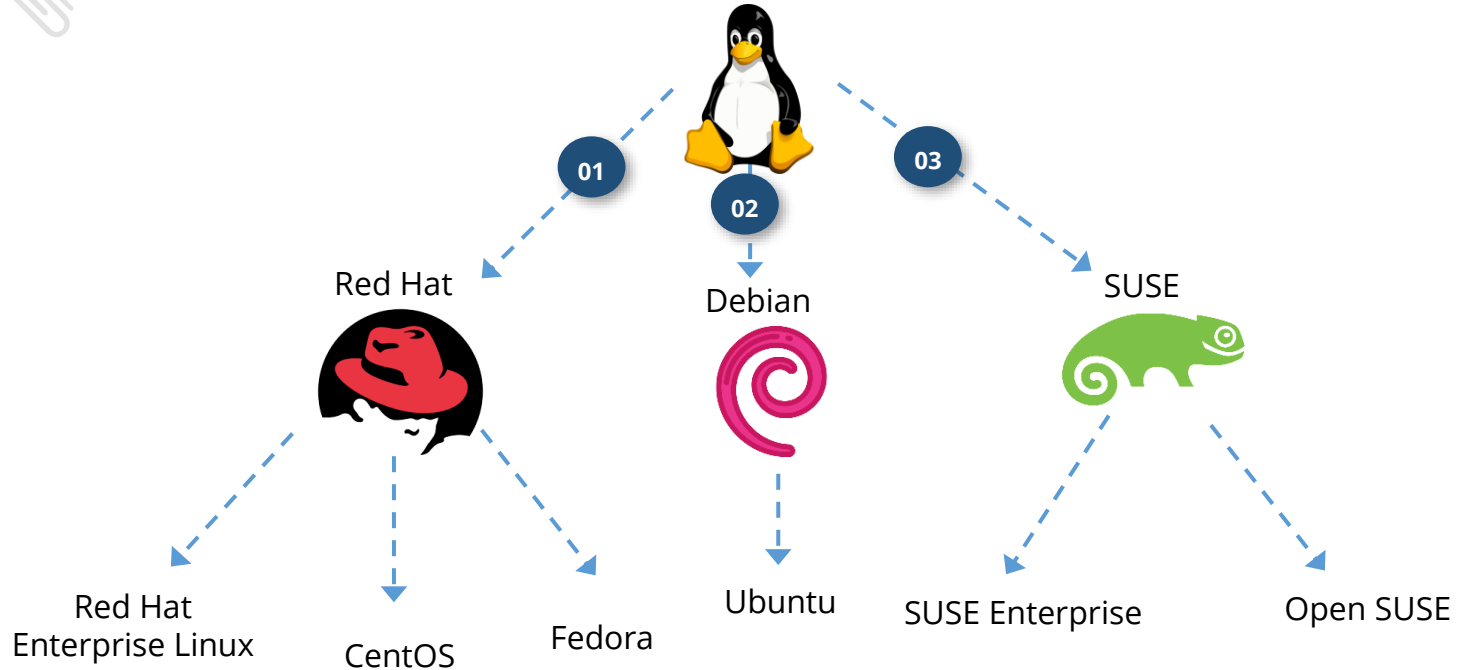 01
02
03
Red Hat
Debian
SUSE
Red Hat
Enterprise Linux
CentOS
Fedora
Ubuntu
SUSE Enterprise
Open SUSE